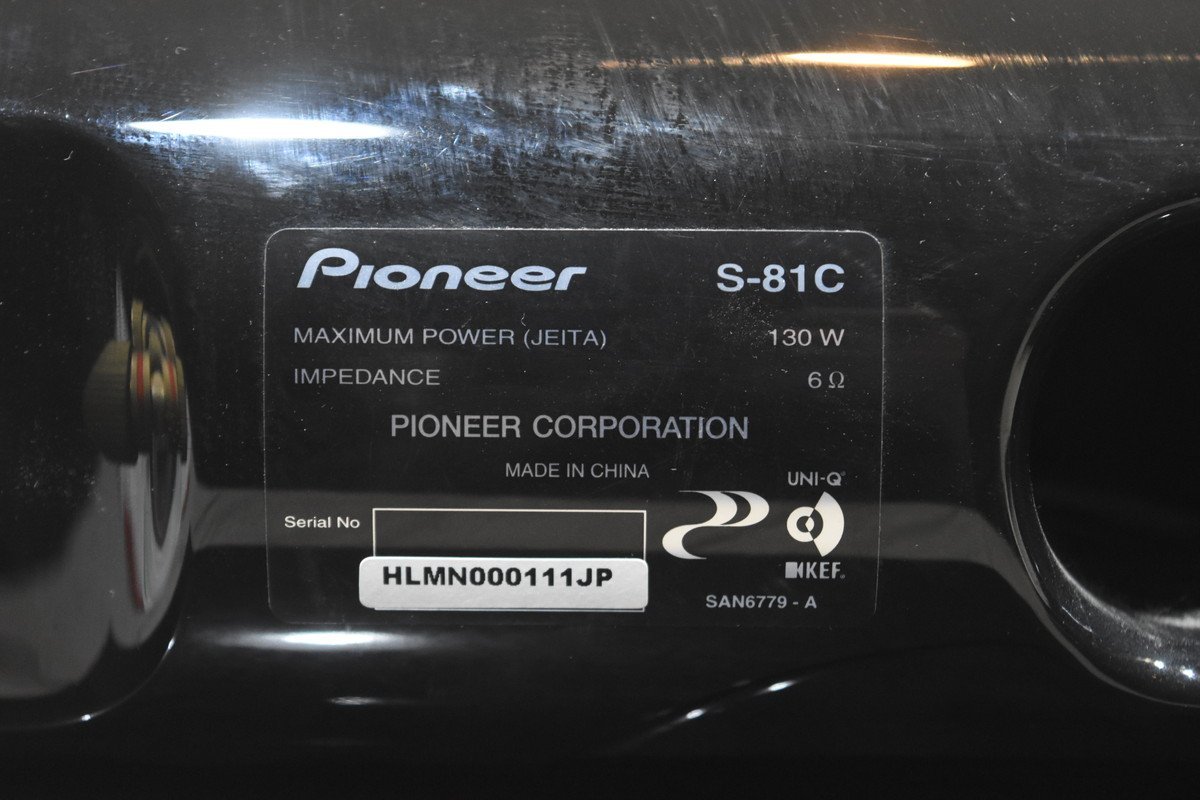 Pioneer S-81C
MAXIMUM POWER (JEITA) 130 W
IMPEDANCE 6 Ω
PIONEER CORPORATION
MADE IN CHINA
UNI-Q®
Serial No
HLMN000111JP
KEF®
SAN6779 - A